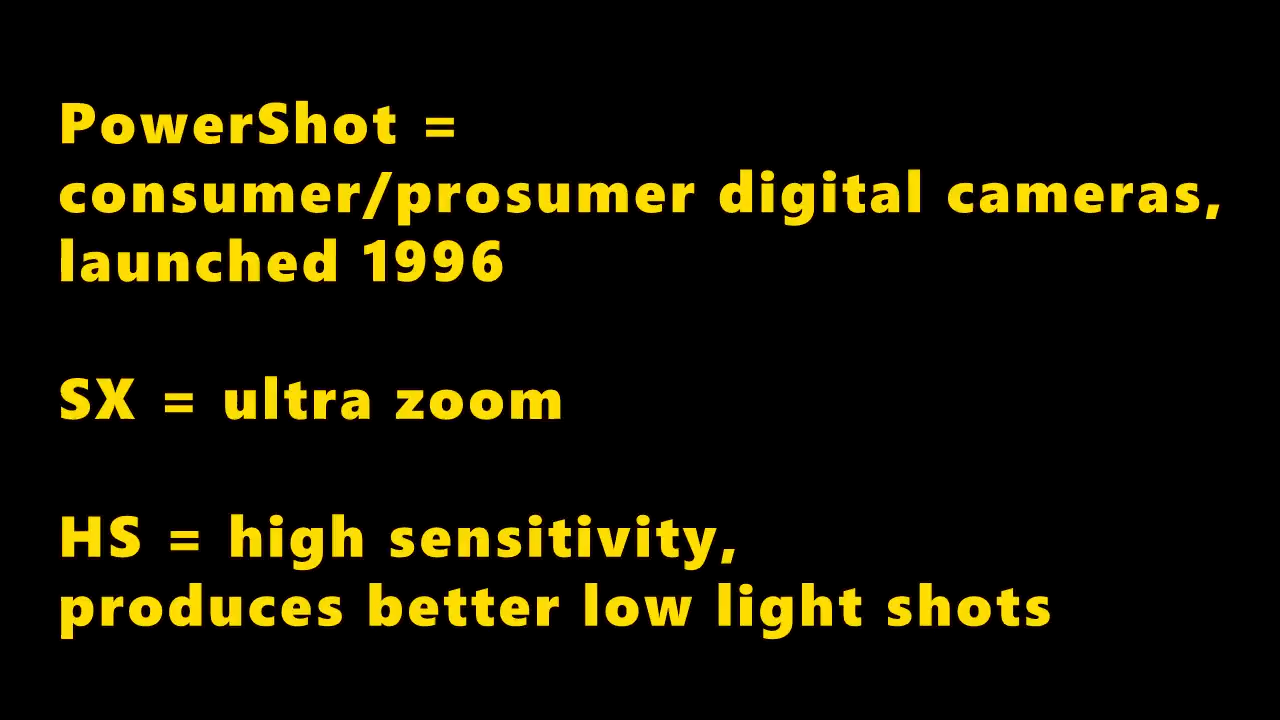 PowerShot =
consumer/prosumer digital cameras,
launched 1996
SX = ultra zoom
HS = high sensitivity,
produces better low light shots